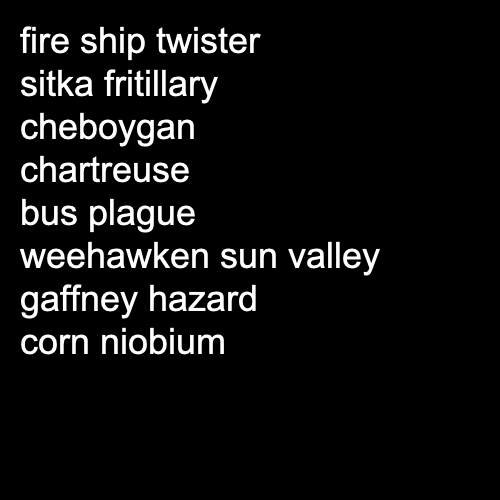 fire ship twister
sitka fritillary
cheboygan
chartreuse
bus plague
weehawken sun valley
gaffney hazard
corn niobium